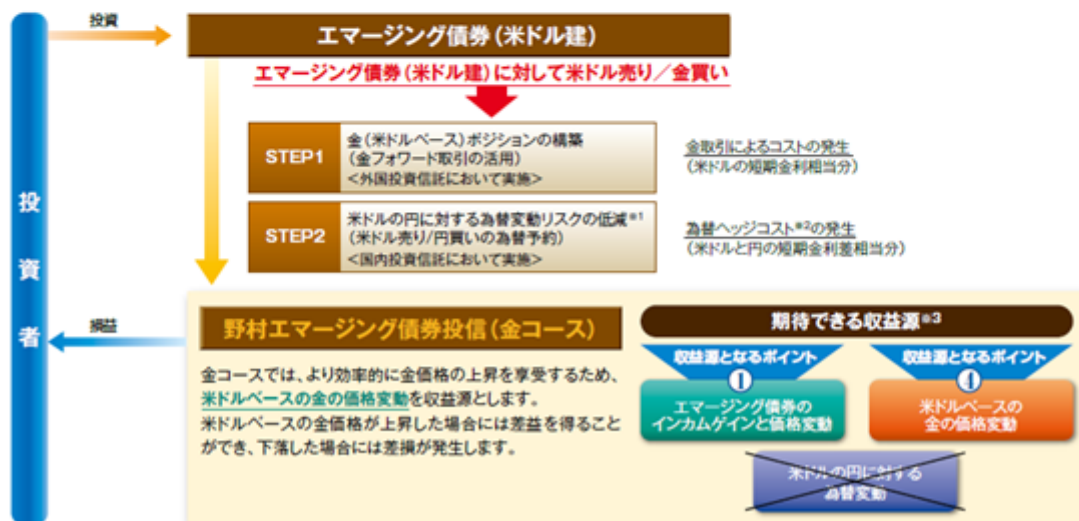 投資
エマージング債券（米ドル建）
エマージング債券（米ドル建）に対して米ドル売り／金買い
STEP1
金（米ドルベース）ポジションの構築
（金フォワード取引の活用）
＜外国投資信託において実施＞
金取引によるコストの発生
（米ドルの短期金利相当分）
STEP2
米ドルの円に対する為替変動リスクの低減※1
（米ドル売り/円買いの為替予約）
＜国内投資信託において実施＞
為替ヘッジコスト※2の発生
（米ドルと円の短期金利差相当分）
投資者
損益
野村エマージング債券投信（金コース）
金コースでは、より効率的に金価格の上昇を享受するため、
米ドルベースの金の価格変動を収益源とします。
米ドルベースの金価格が上昇した場合には差益を得ること
ができ、下落した場合には差損が発生します。
期待できる収益源※3
収益源となるポイント
1
エマージング債券の
インカムゲインと価格変動
収益源となるポイント
4
米ドルベースの
金の価格変動
米ドルの円に対する
為替変動